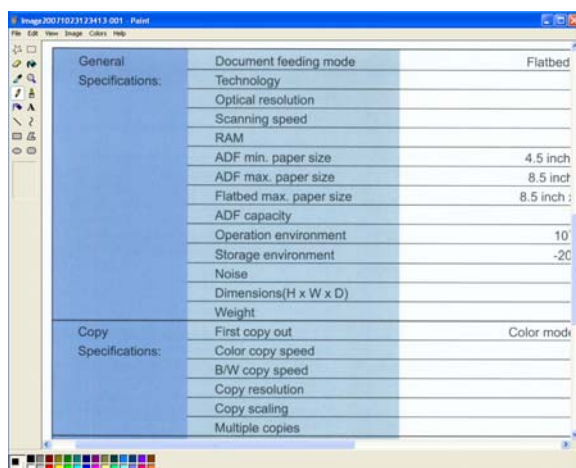 Image20071023123413-001 - Paint
File Edit View Image Colors Help
General Document feeding mode Flatbed
Specifications: Technology
Optical resolution
Scanning speed
RAM
ADF min. paper size 4.5 inch
ADF max. paper size 8.5 inch
Flatbed max. paper size 8.5 inch
ADF capacity
Operation environment 10
Storage environment -20
Noise
Dimensions(H x W x D)
Weight
Copy First copy out Color mode
Specifications: Color copy speed
B/W copy speed
Copy resolution
Copy scaling
Multiple copies